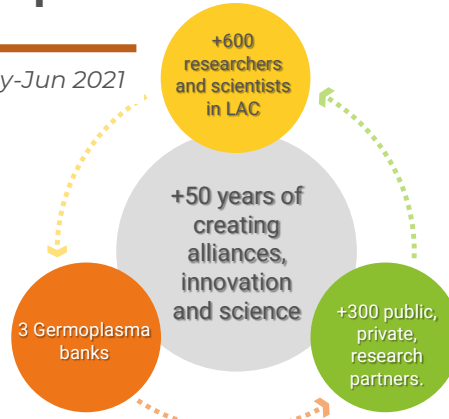 y-Jun 2021
+600
researchers
and scientists
in LAC
+50 years of
creating
alliances,
innovation
and science
3 Germoplasma
banks
+300 public,
private,
research
partners.